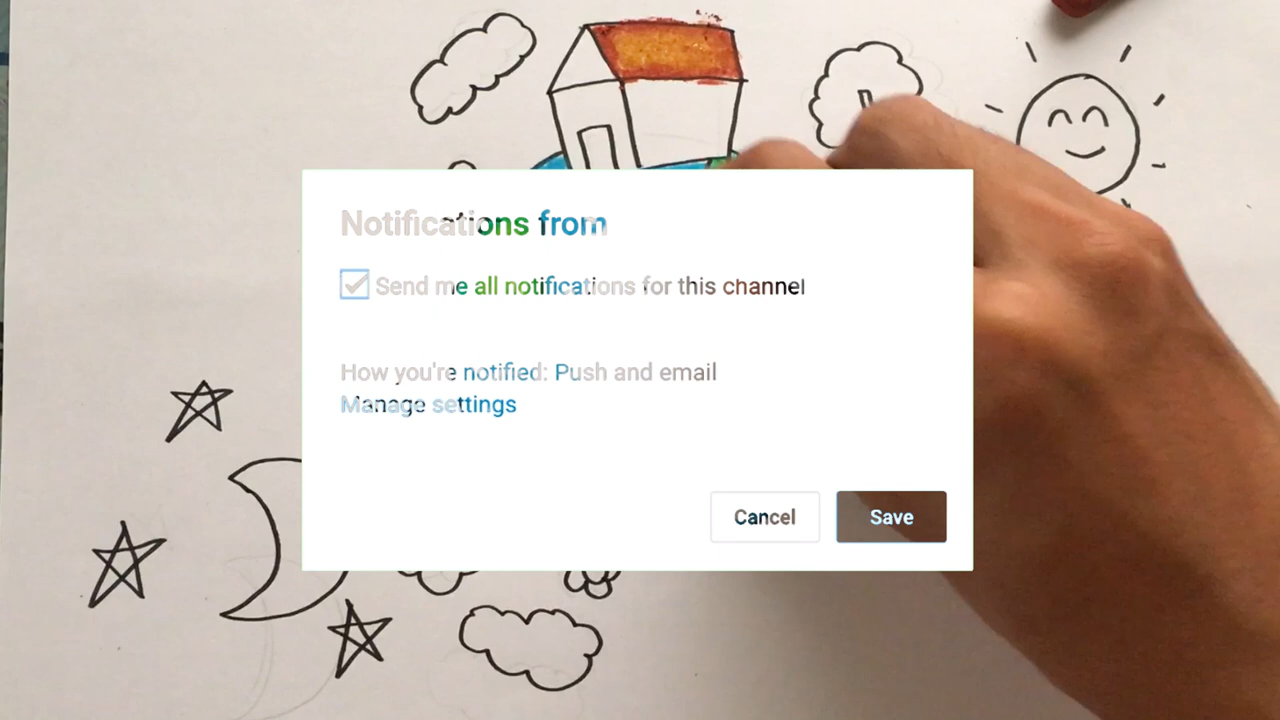 Notifications from
Send me all notifications for this channel
How you're notified: Push and email
Manage settings
Cancel
Save